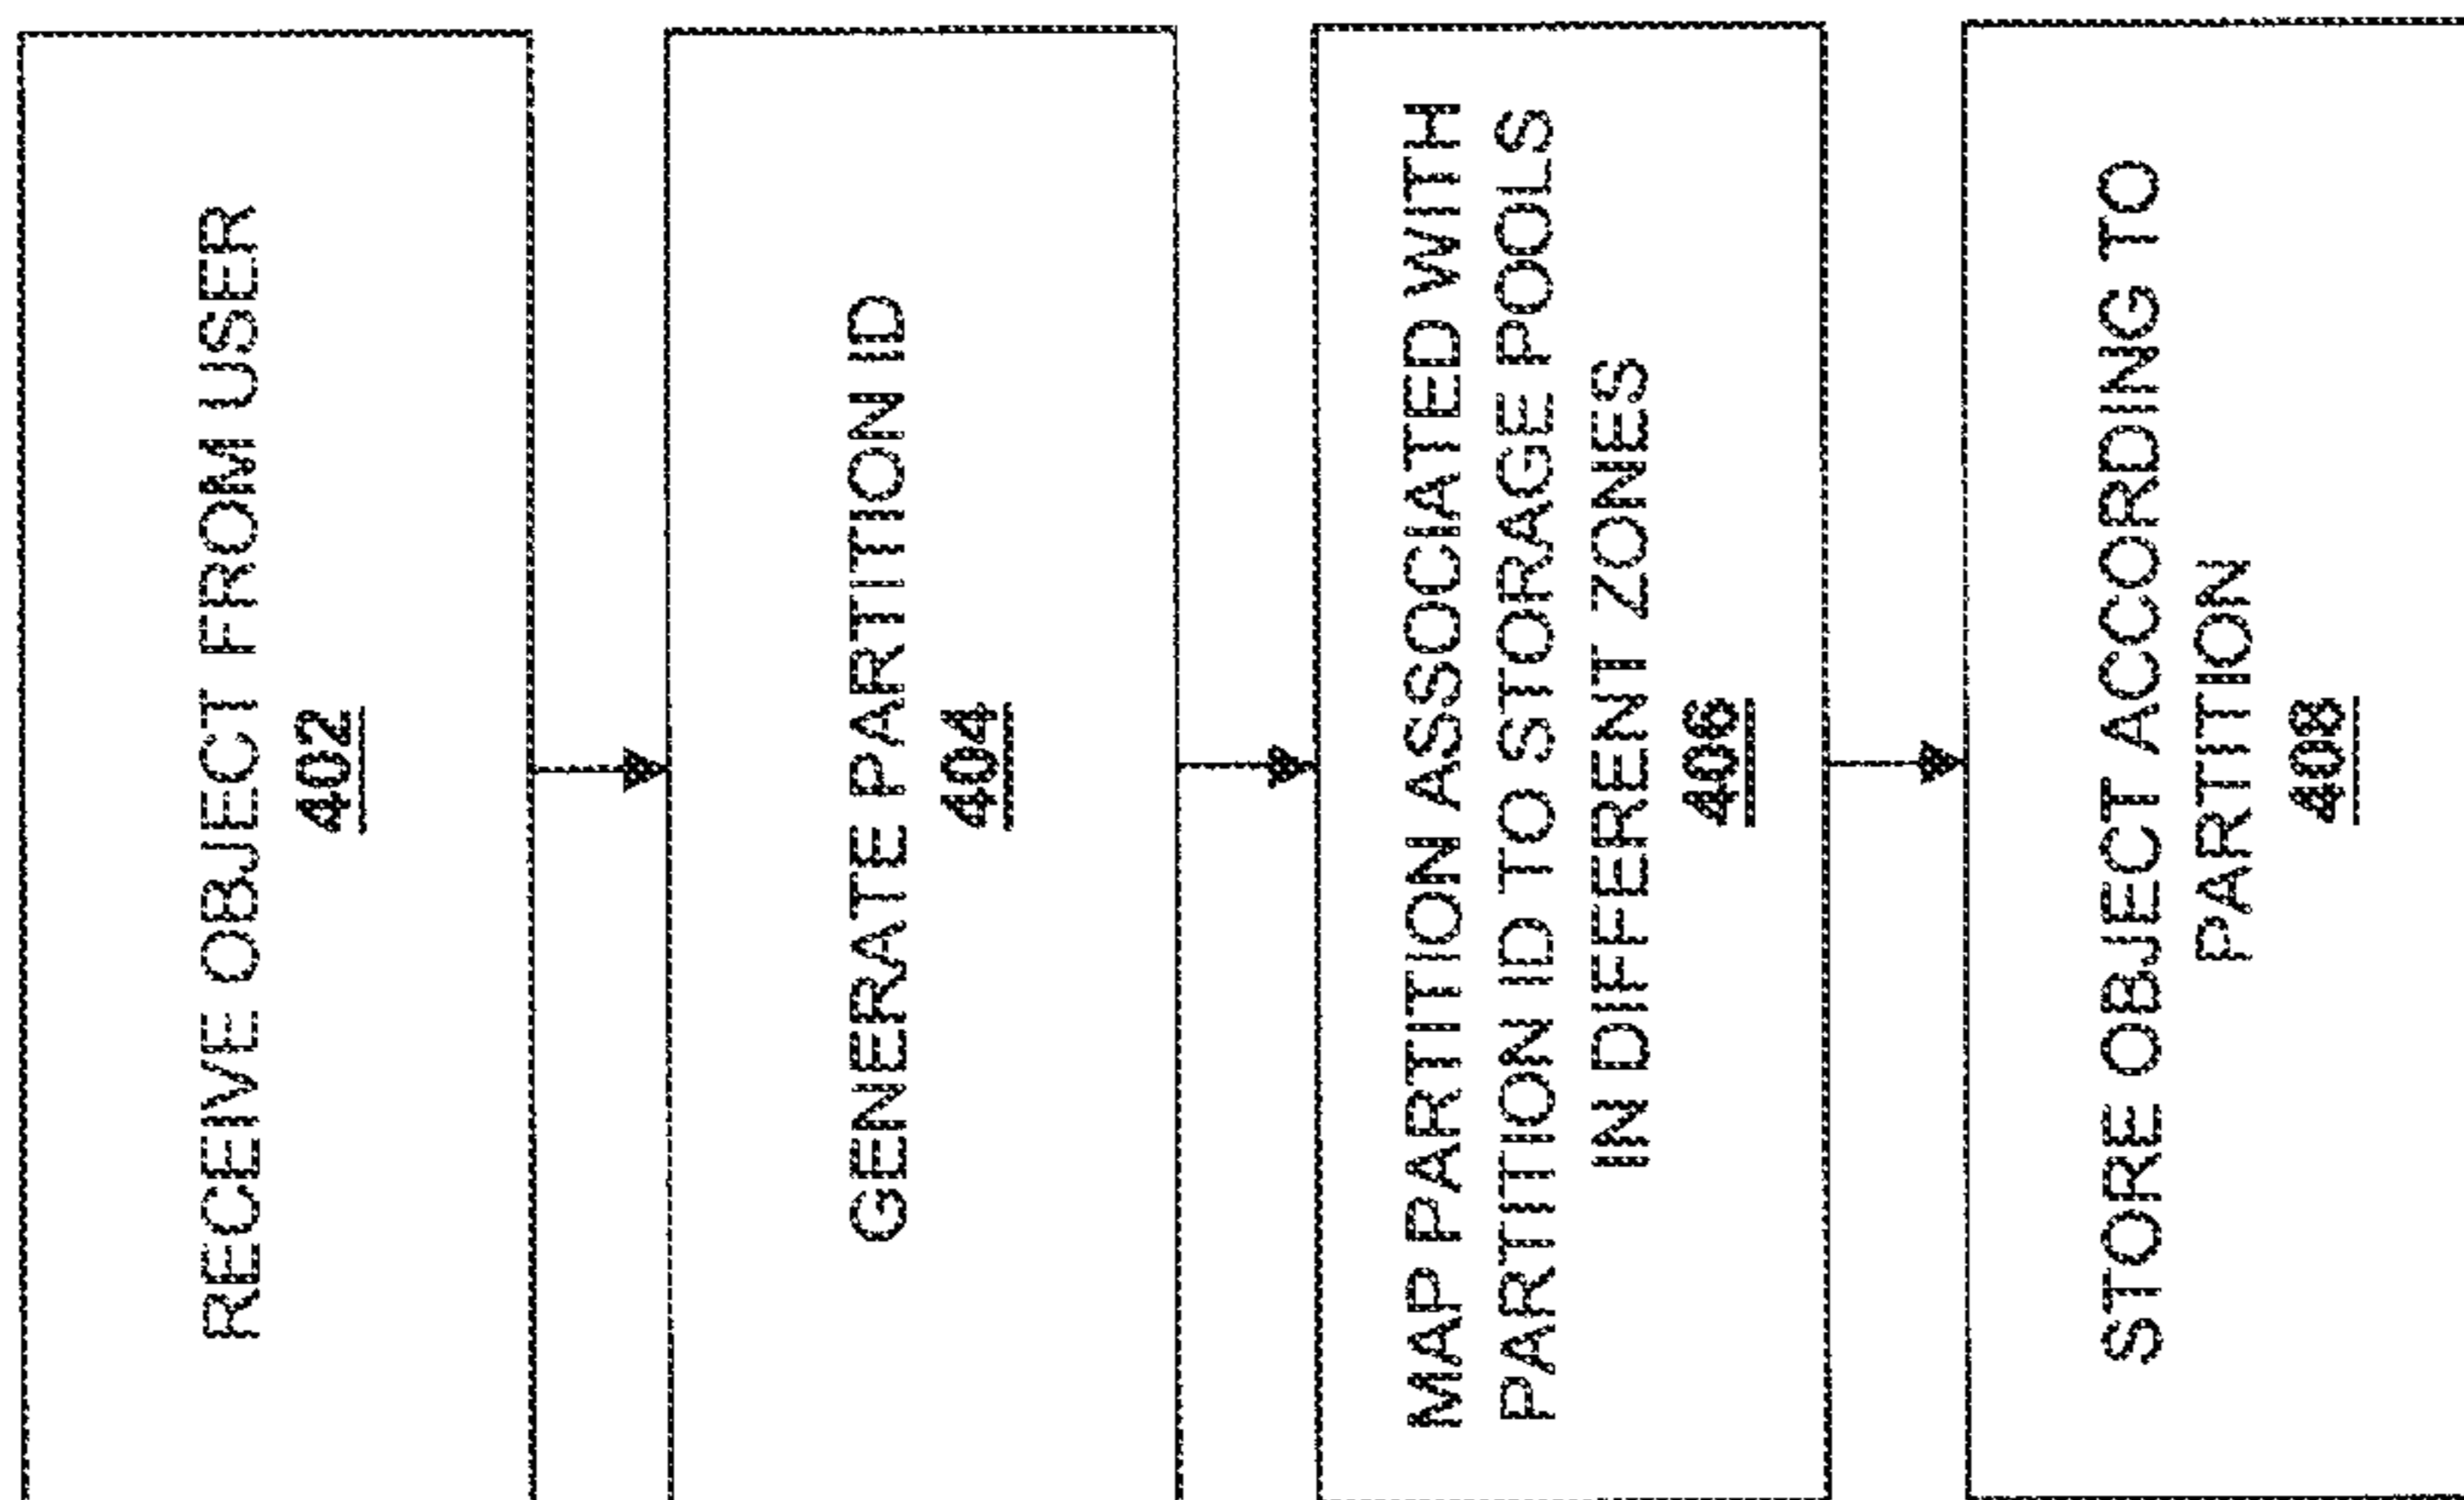 RECEIVE OBJECT FROM USER
402
GENERATE PARTITION ID
404
MAP PARTITION ASSOCIATED WITH
PARTITION ID TO STORAGE POOLS
IN DIFFERENT ZONES
406
STORE OBJECT ACCORDING TO
PARTITION
408